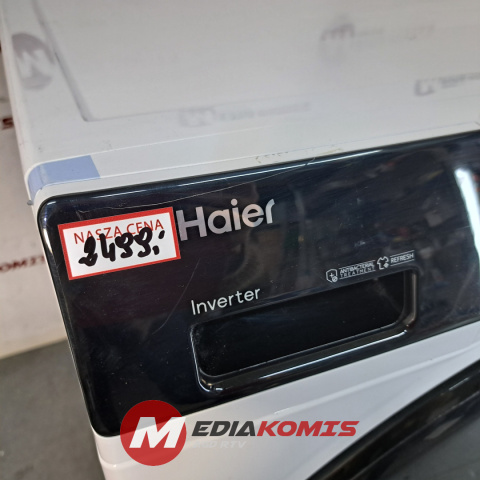 NASZA CENA
2499,-
Haier
Inverter
ANTIBACTERIAL
TREATMENT
REFRESH
MEDIAKOMIS